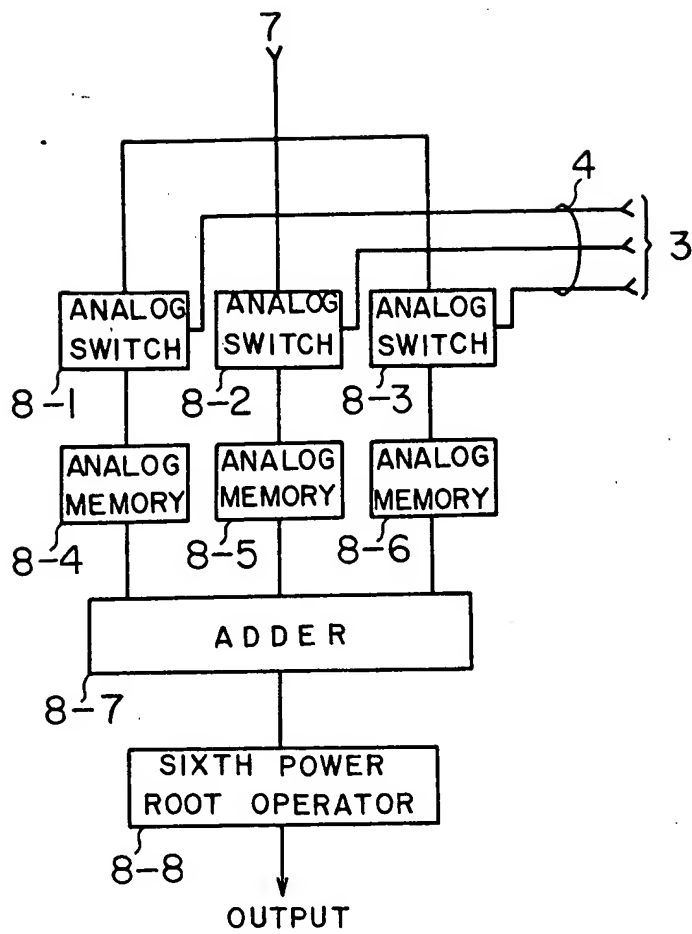 7
4
3
ANALOG
SWITCH
8-1
ANALOG
SWITCH
8-2
ANALOG
SWITCH
8-3
ANALOG
MEMORY
8-4
ANALOG
MEMORY
8-5
ANALOG
MEMORY
8-6
ADDER
8-7
SIXTH POWER
ROOT OPERATOR
8-8
OUTPUT